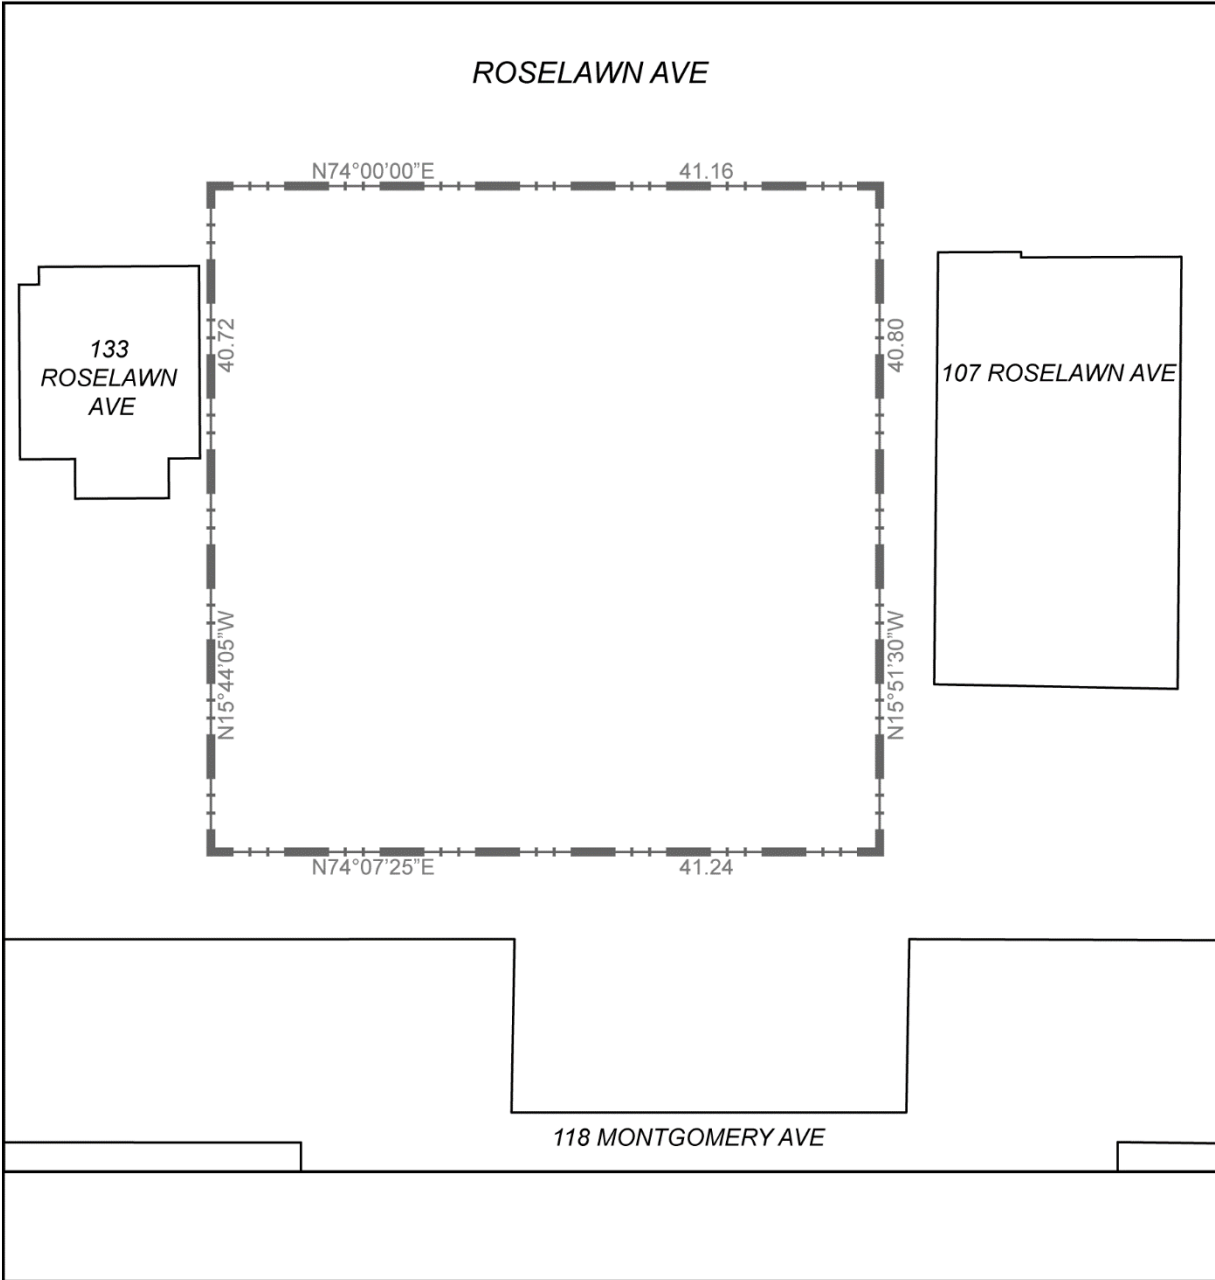 ROSELAWN AVE
N74°00’00”E
41.16
133
ROSELAWN
AVE
40.72
40.80
107 ROSELAWN AVE
N15°44’05”W
N15°51’30”W
N74°07’25”E
41.24
118 MONTGOMERY AVE